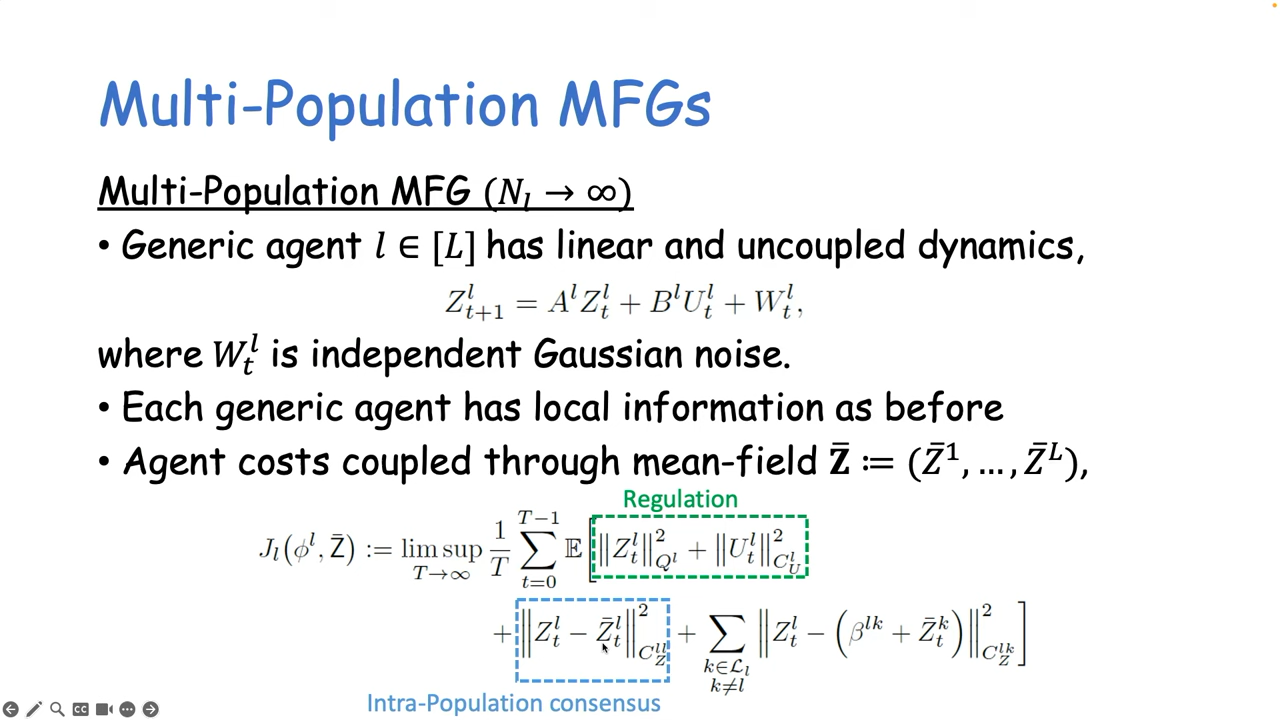 Multi-Population MFGs
Multi-Population MFG (𝑁ₗ → ∞)
• Generic agent 𝑙 ∈ [𝐿] has linear and uncoupled dynamics,
Z^l_{t+1} = A^l Z^l_t + B^l U^l_t + W^l_t,
where W^l_t is independent Gaussian noise.
• Each generic agent has local information as before
• Agent costs coupled through mean-field Z̄ ≔ (Z̄^1, … , Z̄^L),
Regulation
J_l(ϕ^l, Z̄) := lim sup_{T→∞} 1/T ∑_{t=0}^{T−1} 𝔼[‖Z^l_t‖^2_{Q^l} + ‖U^l_t‖^2_{C^l_U}
+ ‖Z^l_t − Z̄^l_t‖^2_{C^{ll}_Z} + ∑_{k∈ℒ_l, k≠l} ‖Z^l_t − (β^{lk} + Z̄^k_t)‖^2_{C^{lk}_Z}]
Intra-Population consensus
CC